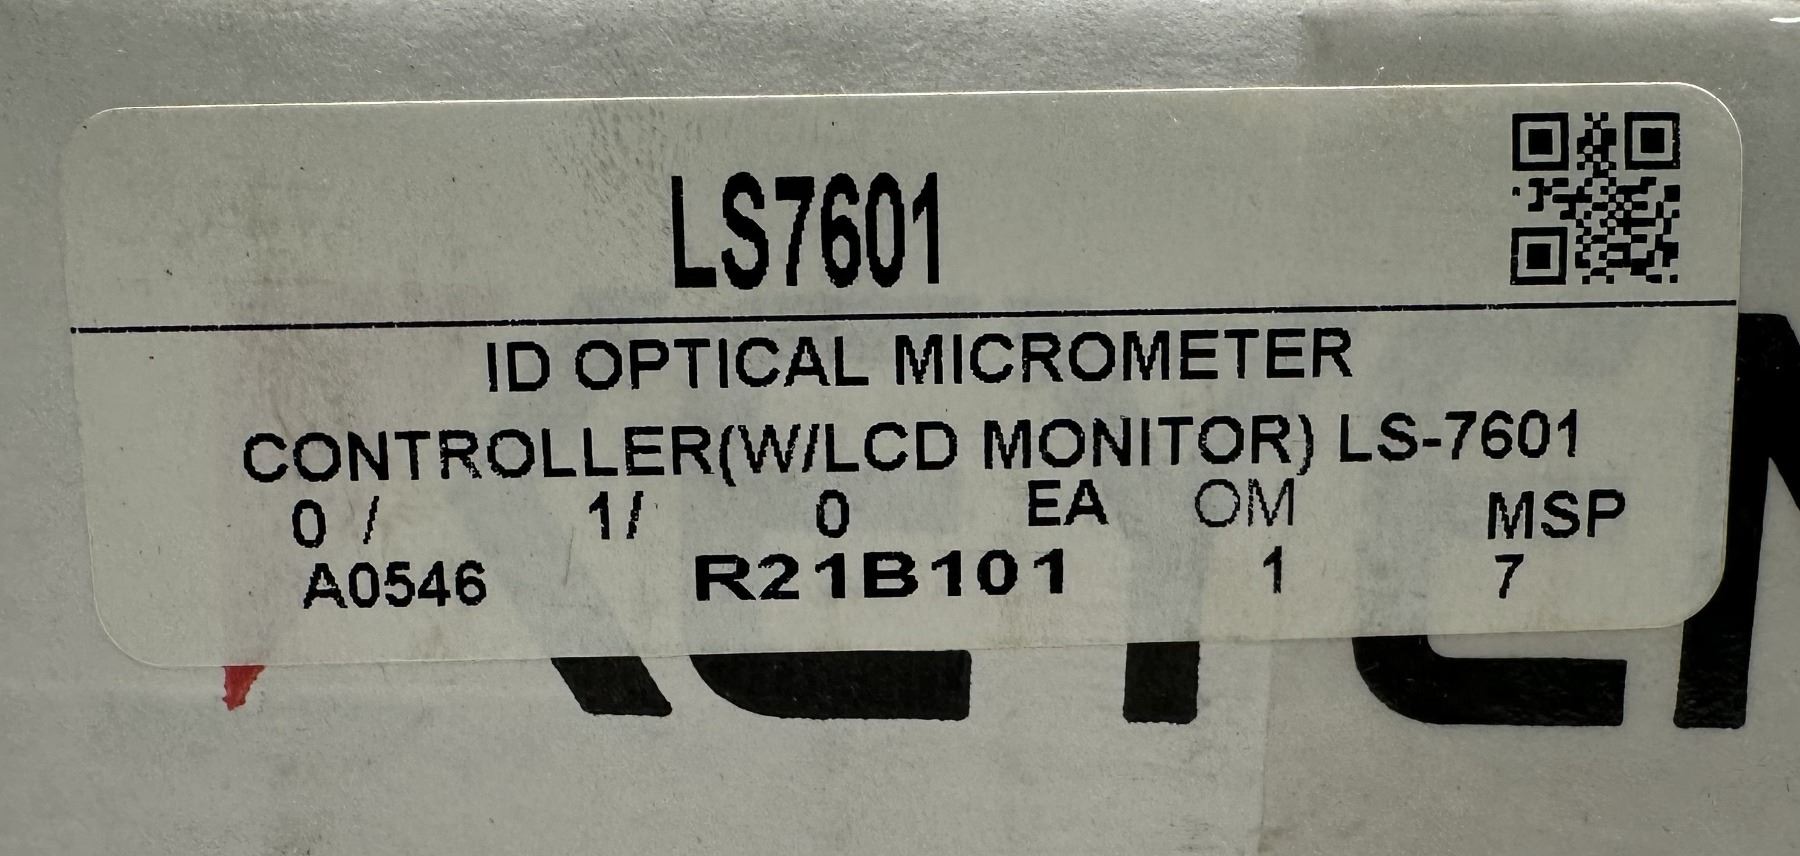 LS7601
ID OPTICAL MICROMETER
CONTROLLER(W/LCD MONITOR) LS-7601
0 / 1/ 0 EA OM MSP
A0546 R21B101 1 7